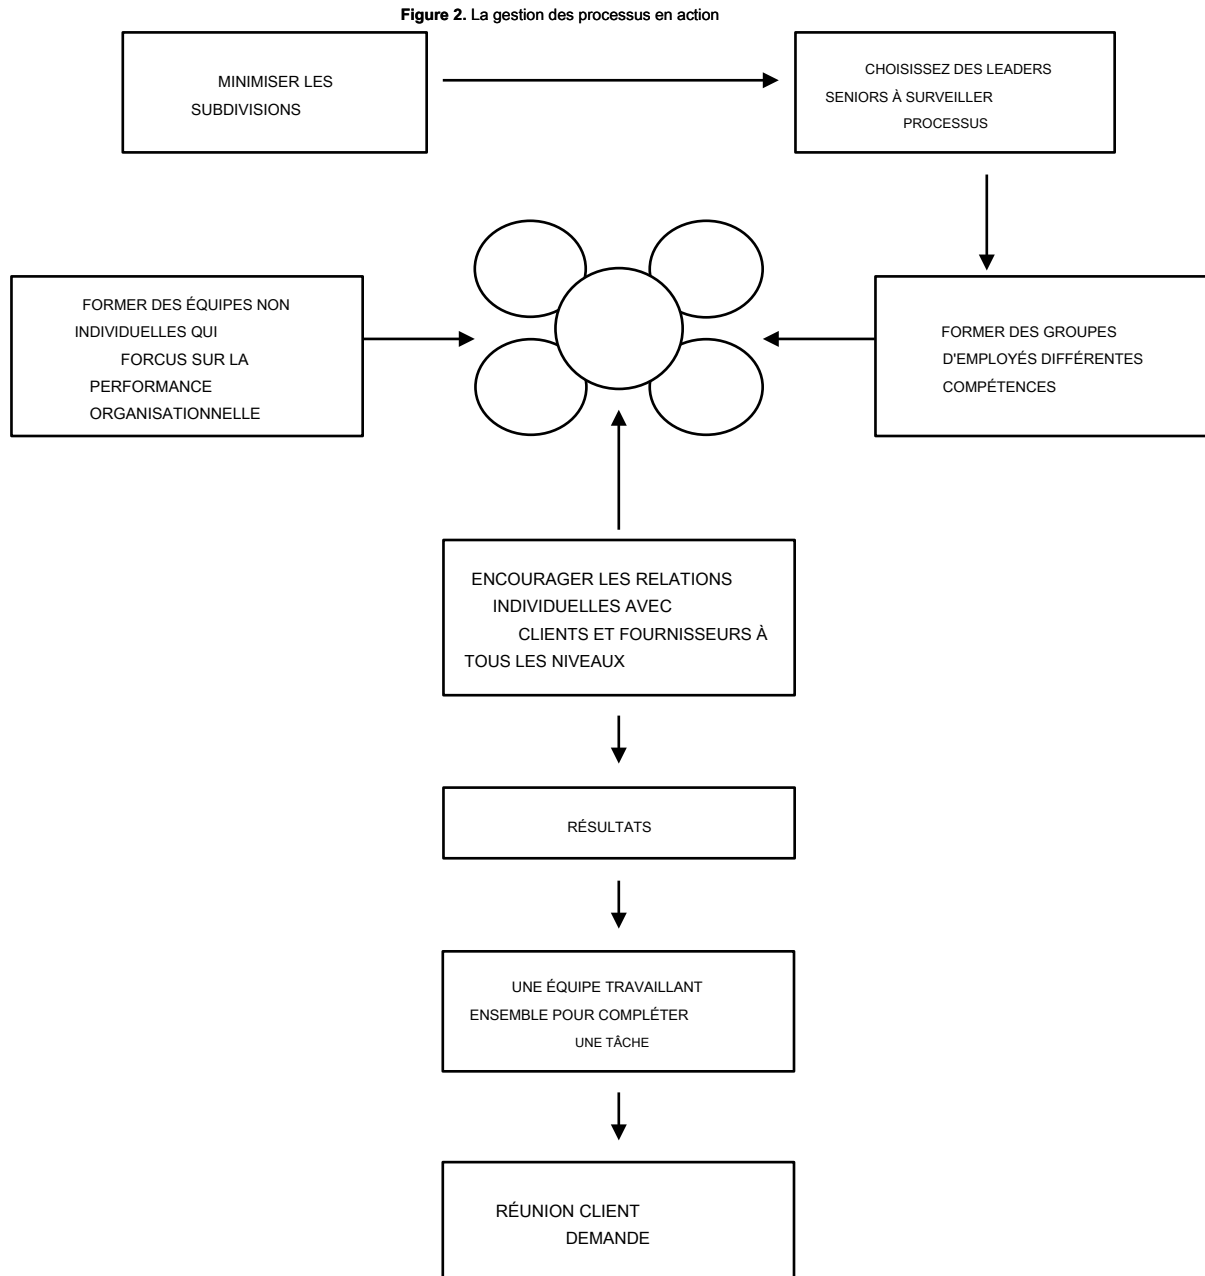 Figure 2. La gestion des processus en action
MINIMISER LES
SUBDIVISIONS
CHOISISSEZ DES LEADERS
SENIORS À SURVEILLER
PROCESSUS
FORMER DES ÉQUIPES NON
INDIVIDUELLES QUI
FORCUS SUR LA
PERFORMANCE
ORGANISATIONNELLE
FORMER DES GROUPES
D'EMPLOYÉS DIFFÉRENTES
COMPÉTENCES
ENCOURAGER LES RELATIONS
INDIVIDUELLES AVEC
CLIENTS ET FOURNISSEURS À
TOUS LES NIVEAUX
RÉSULTATS
UNE ÉQUIPE TRAVAILLANT
ENSEMBLE POUR COMPLÉTER
UNE TÂCHE
RÉUNION CLIENT
DEMANDE